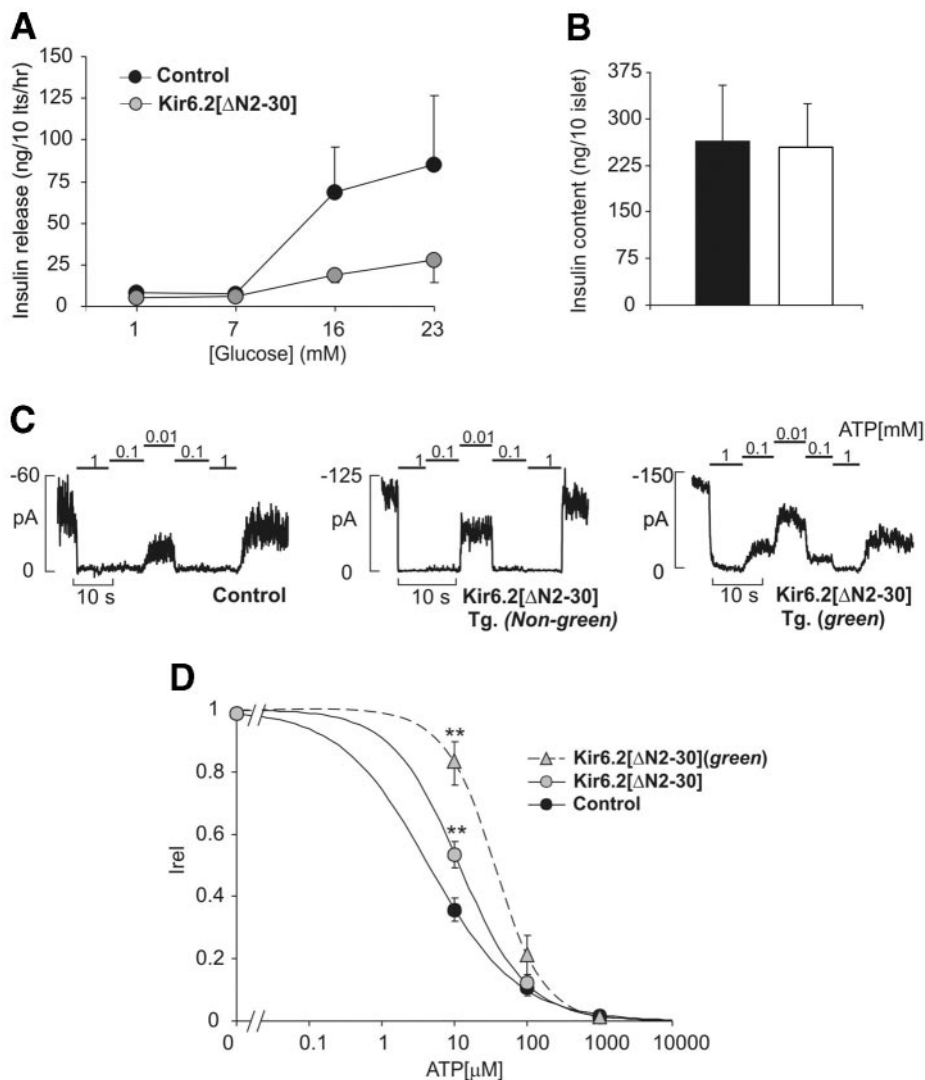 A
Insulin release (ng/10 lts/hr)
150
125
100
75
50
25
0
Control
Kir6.2[ΔN2-30]
1 7 16 23
[Glucose] (mM)
B
Insulin content (ng/10 islet)
375
300
225
150
75
0
C
-60
pA
0
1 0.1 0.01 0.1 1
10 s
Control
-125
pA
0
1 0.1 0.01 0.1 1
10 s
Kir6.2[ΔN2-30]
Tg. (Non-green)
ATP[mM]
-150
pA
0
1 0.1 0.01 0.1 1
10 s
Kir6.2[ΔN2-30]
Tg. (green)
D
Irel
1
0.8
0.6
0.4
0.2
0
**
**
Kir6.2[ΔN2-30](green)
Kir6.2[ΔN2-30]
Control
0 0.1 1 10 100 1000 10000
ATP[µM]